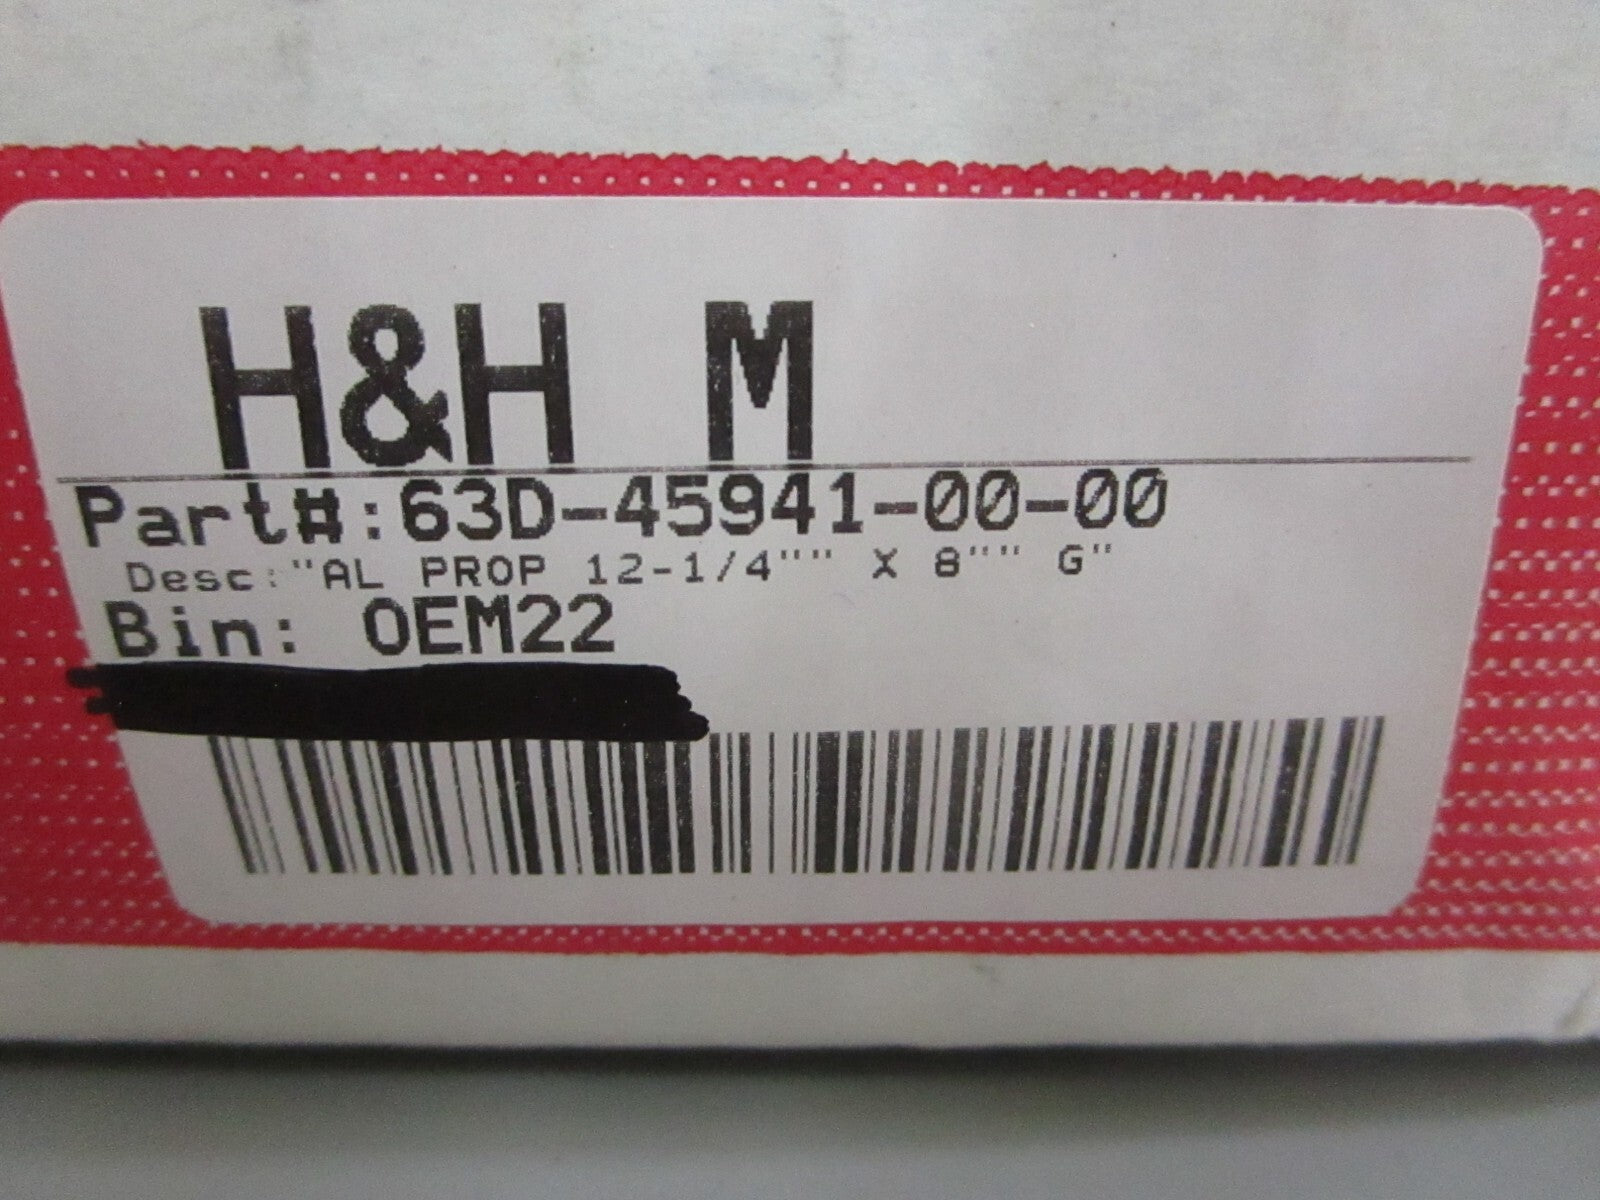 H&H M
Part#:63D-45941-00-00
Desc:"AL PROP 12-1/4"" X 8"" G"
Bin: OEM22